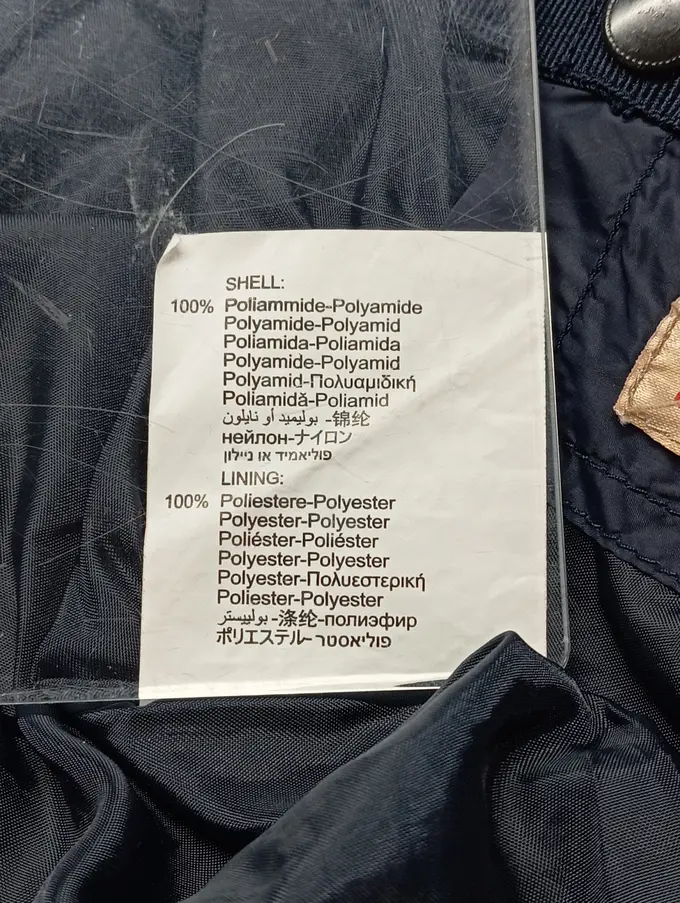 SHELL:
100% Poliammide-Polyamide
Polyamide-Polyamid
Poliamida-Poliamida
Polyamide-Polyamid
Polyamid-Πολυαμιδική
Poliamidă-Poliamid
بوليميد أو نايلون -锦纶
нейлон-ナイロン
פוליאמיד או ניילון
LINING:
100% Poliestere-Polyester
Polyester-Polyester
Poliéster-Poliéster
Polyester-Polyester
Polyester-Πολυεστερική
Poliester-Polyester
بولييستر -涤纶-полиэфир
ポリエステル-פוליאסטר